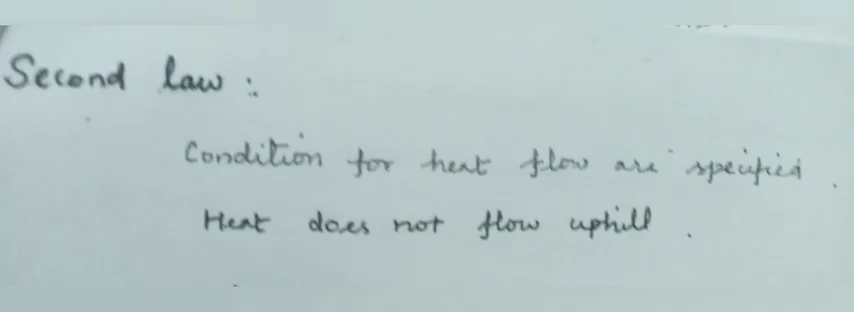 Second law :
Condition for heat flow are specified .
Heat does not flow uphill .